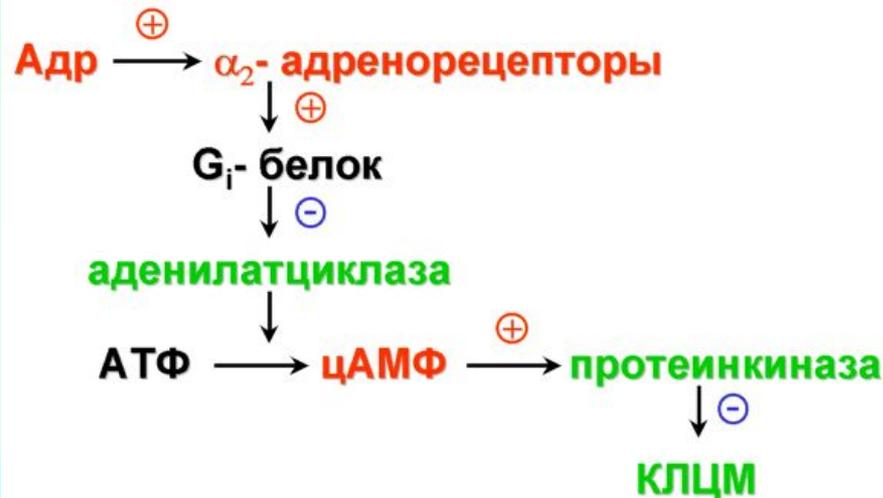 ⊕
Адр → α₂- адренорецепторы
⊕
Gᵢ- белок
⊖
аденилатциклаза
⊕
АТФ → цАМФ → протеинкиназа
⊖
КЛЦМ